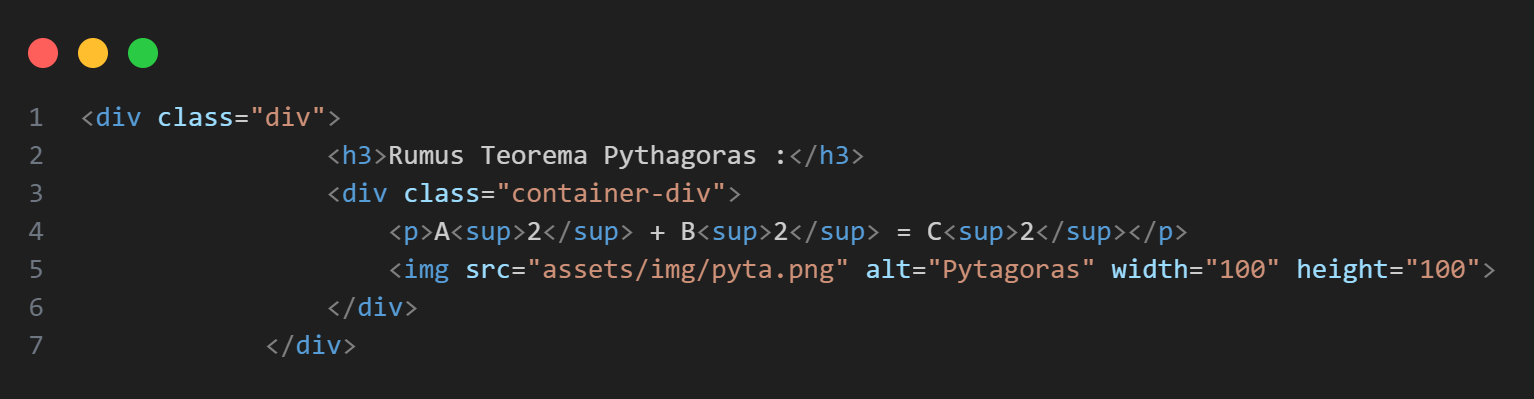 1 <div class="div">
2 <h3>Rumus Teorema Pythagoras :</h3>
3 <div class="container-div">
4 <p>A<sup>2</sup> + B<sup>2</sup> = C<sup>2</sup></p>
5 <img src="assets/img/pyta.png" alt="Pytagoras" width="100" height="100">
6 </div>
7 </div>